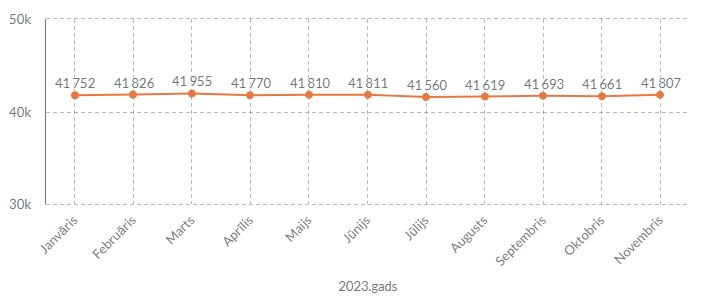 50k
41 752 41 826 41 955 41 770 41 810 41 811 41 560 41 619 41 693 41 661 41 807
40k
30k
Janvāris Februāris Marts Aprīlis Maijs Jūnijs Jūlijs Augusts Septembris Oktobris Novembris
2023.gads